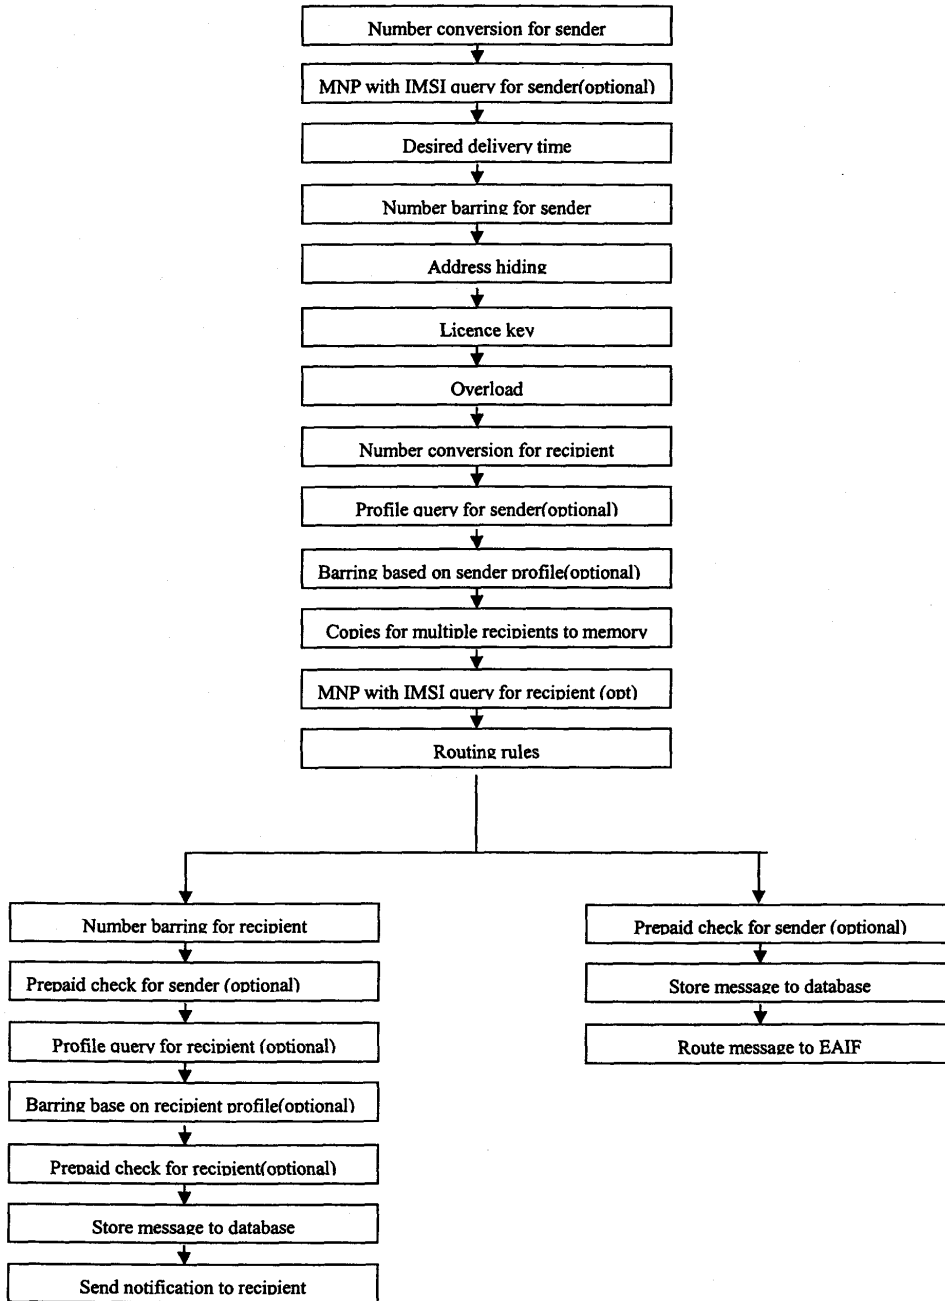 Number conversion for sender
MNP with IMSI query for sender(optional)
Desired delivery time
Number barring for sender
Address hiding
Licence key
Overload
Number conversion for recipient
Profile query for sender(optional)
Barring based on sender profile(optional)
Copies for multiple recipients to memory
MNP with IMSI query for recipient (opt)
Routing rules
Number barring for recipient
Prepaid check for sender (optional)
Profile query for recipient (optional)
Barring base on recipient profile(optional)
Prepaid check for recipient(optional)
Store message to database
Send notification to recipient
Prepaid check for sender (optional)
Store message to database
Route message to EAIF